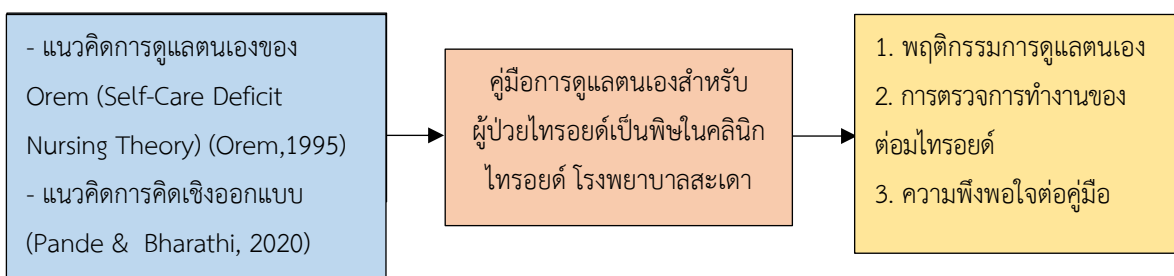 - แนวคิดการดูแลตนเองของ
Orem (Self-Care Deficit
Nursing Theory) (Orem,1995)
- แนวคิดการคิดเชิงออกแบบ
(Pande & Bharathi, 2020)
คู่มือการดูแลตนเองสำหรับ
ผู้ป่วยไทรอยด์เป็นพิษในคลินิก
ไทรอยด์ โรงพยาบาลสะเดา
1. พฤติกรรมการดูแลตนเอง
2. การตรวจการทำงานของ
ต่อมไทรอยด์
3. ความพึงพอใจต่อคู่มือ